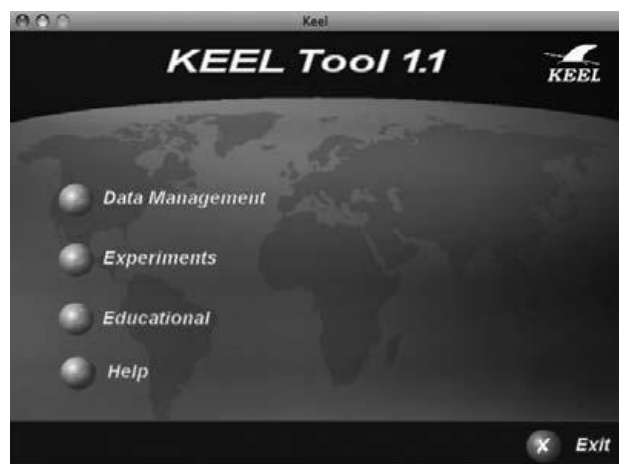 Keel
KEEL Tool 1.1
KEEL
Data Management
Experiments
Educational
Help
X Exit